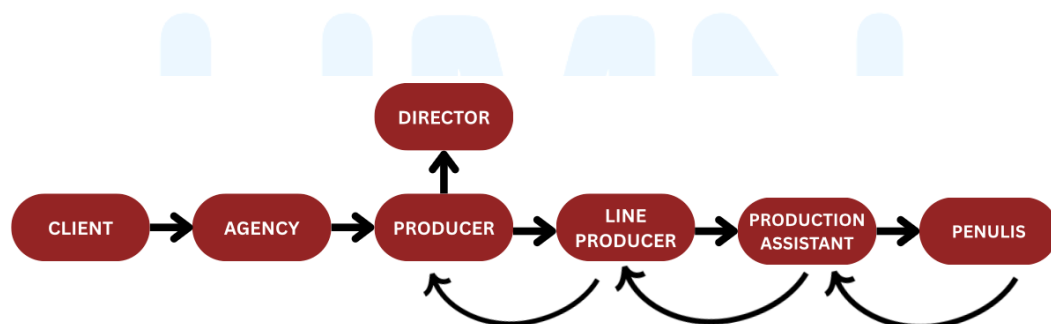 DIRECTOR
CLIENT
AGENCY
PRODUCER
LINE
PRODUCER
PRODUCTION
ASSISTANT
PENULIS